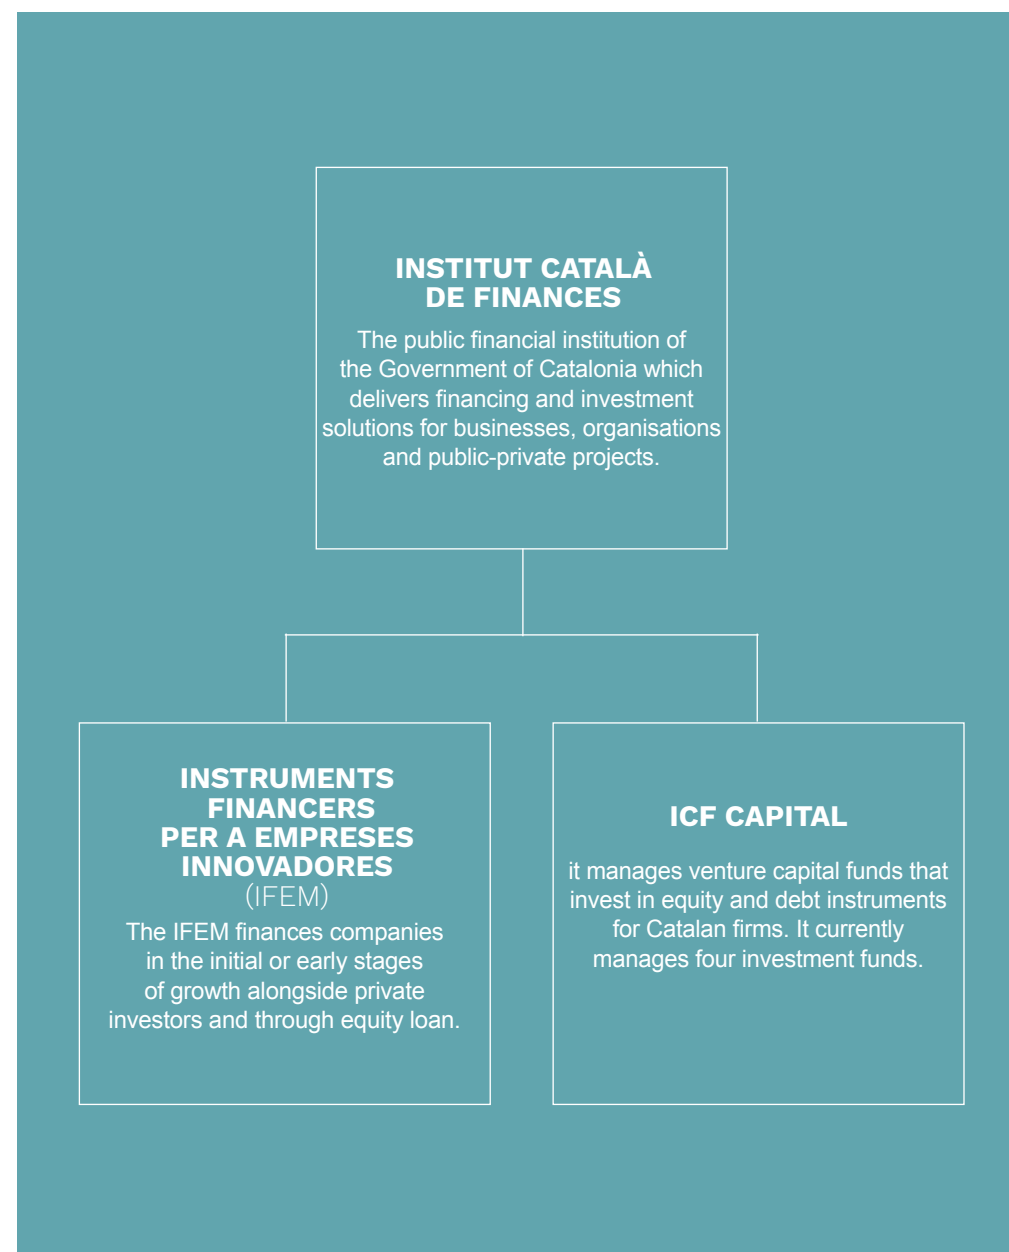 INSTITUT CATALÀ
DE FINANCES
The public financial institution of
the Government of Catalonia which
delivers financing and investment
solutions for businesses, organisations
and public-private projects.
INSTRUMENTS
FINANCERS
PER A EMPRESES
INNOVADORES
(IFEM)
The IFEM finances companies
in the initial or early stages
of growth alongside private
investors and through equity loan.
ICF CAPITAL
it manages venture capital funds that
invest in equity and debt instruments
for Catalan firms. It currently
manages four investment funds.